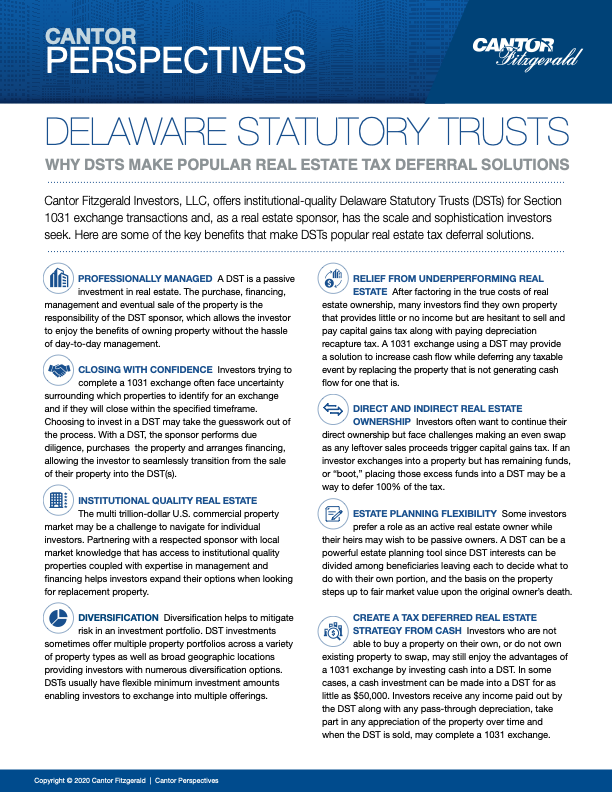 CANTOR
PERSPECTIVES
CANTOR
Fitzgerald
DELAWARE STATUTORY TRUSTS
WHY DSTS MAKE POPULAR REAL ESTATE TAX DEFERRAL SOLUTIONS
Cantor Fitzgerald Investors, LLC, offers institutional-quality Delaware Statutory Trusts (DSTs) for Section
1031 exchange transactions and, as a real estate sponsor, has the scale and sophistication investors
seek. Here are some of the key benefits that make DSTs popular real estate tax deferral solutions.
PROFESSIONALLY MANAGED A DST is a passive
investment in real estate. The purchase, financing,
management and eventual sale of the property is the
responsibility of the DST sponsor, which allows the investor
to enjoy the benefits of owning property without the hassle
of day-to-day management.
CLOSING WITH CONFIDENCE Investors trying to
complete a 1031 exchange often face uncertainty
surrounding which properties to identify for an exchange
and if they will close within the specified timeframe.
Choosing to invest in a DST may take the guesswork out of
the process. With a DST, the sponsor performs due
diligence, purchases the property and arranges financing,
allowing the investor to seamlessly transition from the sale
of their property into the DST(s).
INSTITUTIONAL QUALITY REAL ESTATE
The multi trillion-dollar U.S. commercial property
market may be a challenge to navigate for individual
investors. Partnering with a respected sponsor with local
market knowledge that has access to institutional quality
properties coupled with expertise in management and
financing helps investors expand their options when looking
for replacement property.
DIVERSIFICATION Diversification helps to mitigate
risk in an investment portfolio. DST investments
sometimes offer multiple property portfolios across a variety
of property types as well as broad geographic locations
providing investors with numerous diversification options.
DSTs usually have flexible minimum investment amounts
enabling investors to exchange into multiple offerings.
RELIEF FROM UNDERPERFORMING REAL
ESTATE After factoring in the true costs of real
estate ownership, many investors find they own property
that provides little or no income but are hesitant to sell and
pay capital gains tax along with paying depreciation
recapture tax. A 1031 exchange using a DST may provide
a solution to increase cash flow while deferring any taxable
event by replacing the property that is not generating cash
flow for one that is.
DIRECT AND INDIRECT REAL ESTATE
OWNERSHIP Investors often want to continue their
direct ownership but face challenges making an even swap
as any leftover sales proceeds trigger capital gains tax. If an
investor exchanges into a property but has remaining funds,
or “boot,” placing those excess funds into a DST may be a
way to defer 100% of the tax.
ESTATE PLANNING FLEXIBILITY Some investors
prefer a role as an active real estate owner while
their heirs may wish to be passive owners. A DST can be a
powerful estate planning tool since DST interests can be
divided among beneficiaries leaving each to decide what to
do with their own portion, and the basis on the property
steps up to fair market value upon the original owner’s death.
CREATE A TAX DEFERRED REAL ESTATE
STRATEGY FROM CASH Investors who are not
able to buy a property on their own, or do not own
existing property to swap, may still enjoy the advantages of
a 1031 exchange by investing cash into a DST. In some
cases, a cash investment can be made into a DST for as
little as $50,000. Investors receive any income paid out by
the DST along with any pass-through depreciation, take
part in any appreciation of the property over time and
when the DST is sold, may complete a 1031 exchange.
Copyright © 2020 Cantor Fitzgerald | Cantor Perspectives